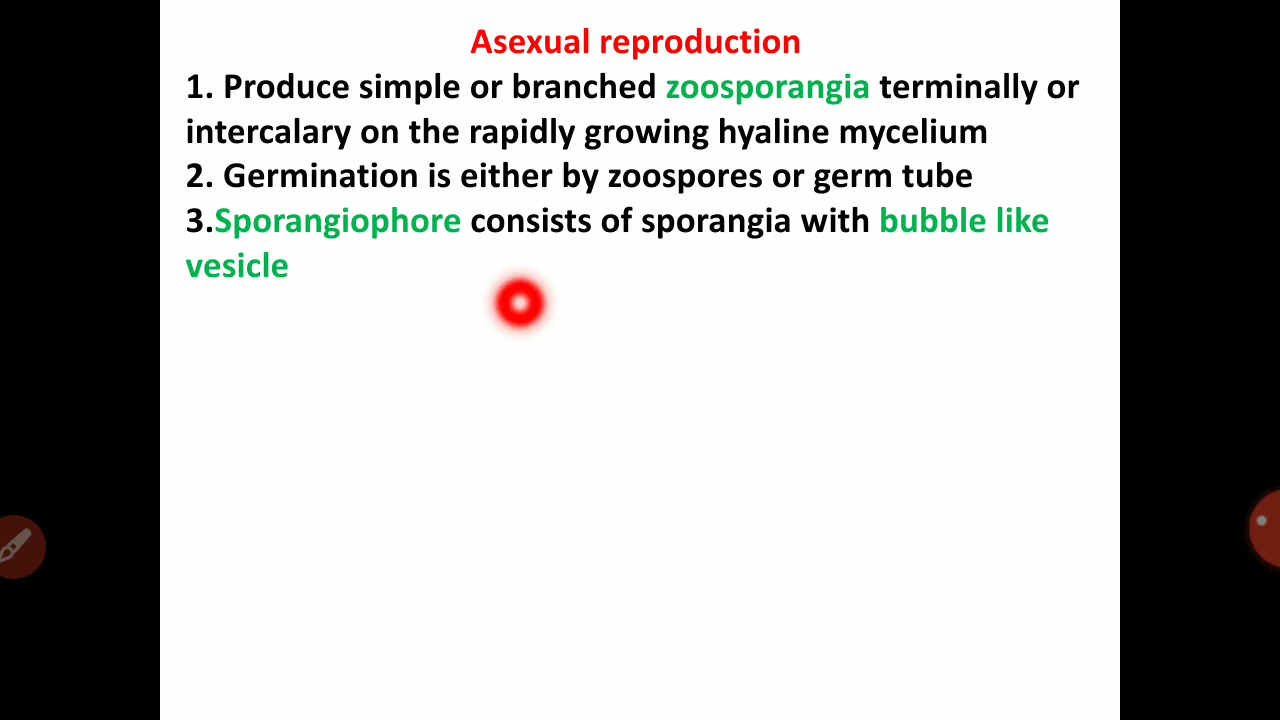 Asexual reproduction
1. Produce simple or branched zoosporangia terminally or
intercalary on the rapidly growing hyaline mycelium
2. Germination is either by zoospores or germ tube
3.Sporangiophore consists of sporangia with bubble like
vesicle